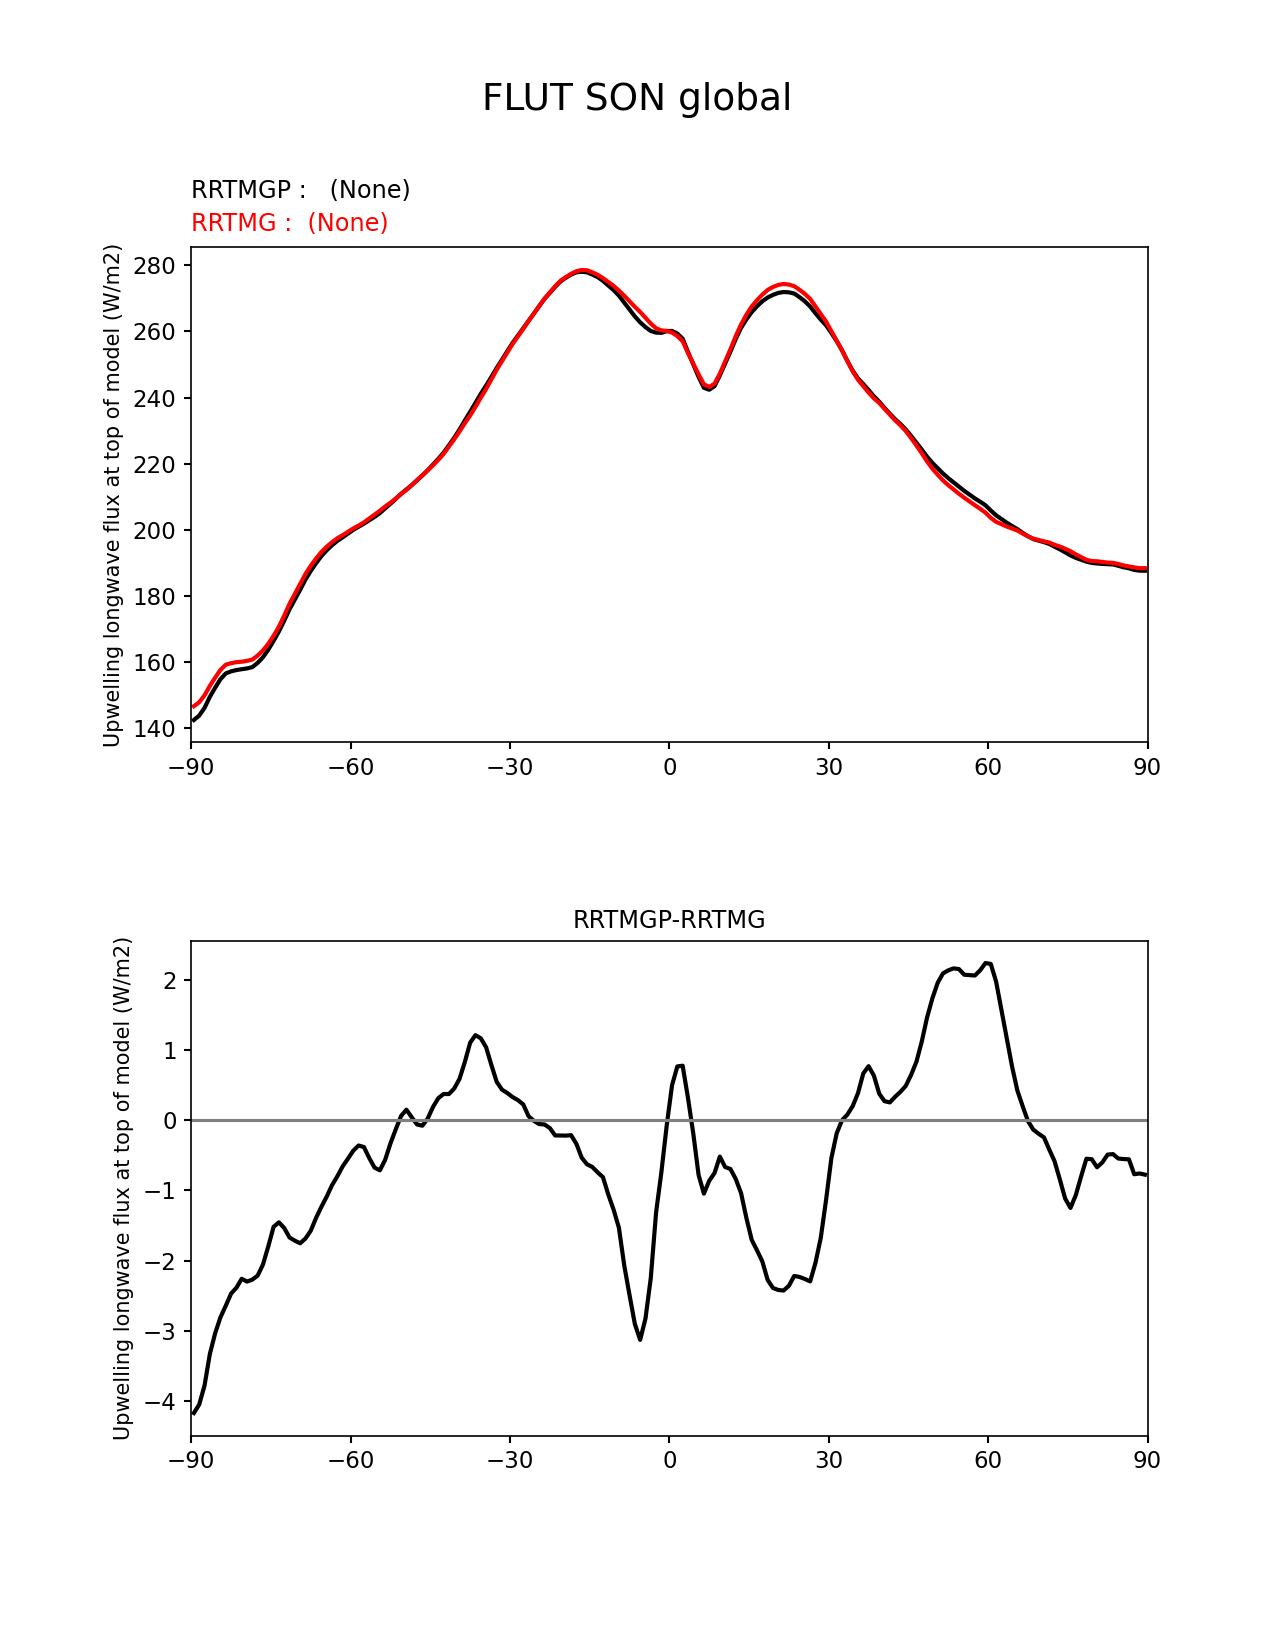 FLUT SON global
RRTMGP :   (None)
RRTMG :  (None)
Upwelling longwave flux at top of model (W/m2)
280
260
240
220
200
180
160
140
−90 −60 −30 0 30 60 90
RRTMGP-RRTMG
Upwelling longwave flux at top of model (W/m2)
2
1
0
−1
−2
−3
−4
−90 −60 −30 0 30 60 90